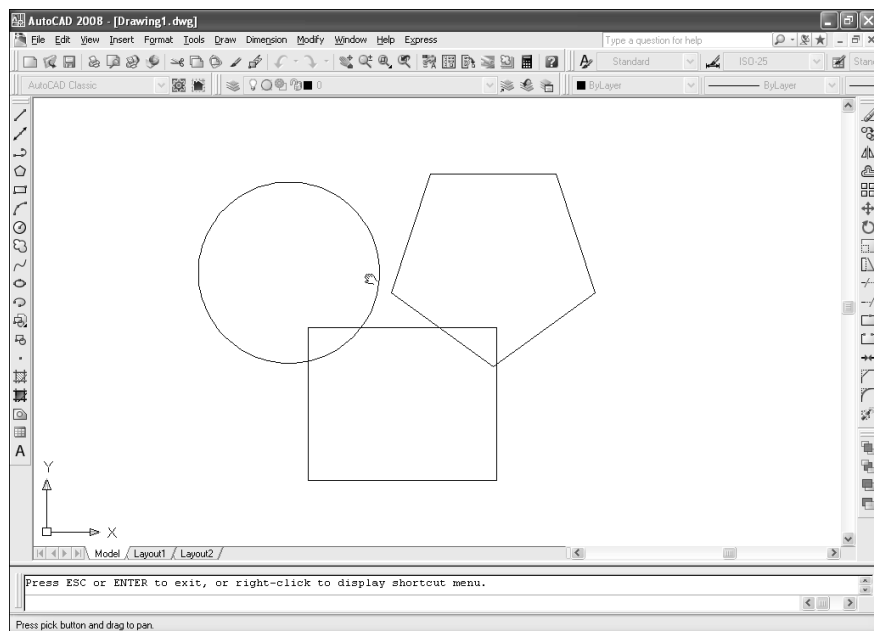 AutoCAD 2008 - [Drawing1.dwg]
File Edit View Insert Format Tools Draw Dimension Modify Window Help Express Type a question for help
Standard ISO-25 Stan
AutoCAD Classic 0 ByLayer ByLayer
A
Y
X
Model Layout1 Layout2
Press ESC or ENTER to exit, or right-click to display shortcut menu.
Press pick button and drag to pan.